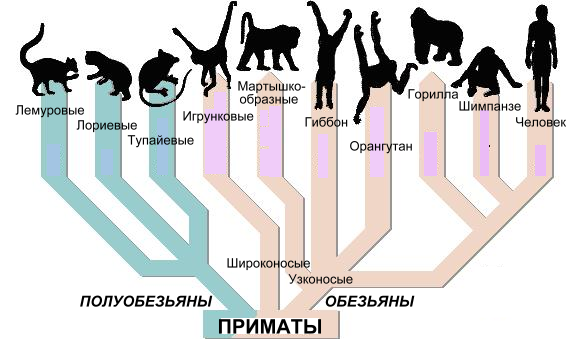 Лемуровые
Лориевые
Тупайевые
Игрунковые
Мартышко-
образные
Гиббон
Орангутан
Горилла
Шимпанзе
Человек
Широконосые
Узконосые
ПОЛУОБЕЗЬЯНЫ
ОБЕЗЬЯНЫ
ПРИМАТЫ